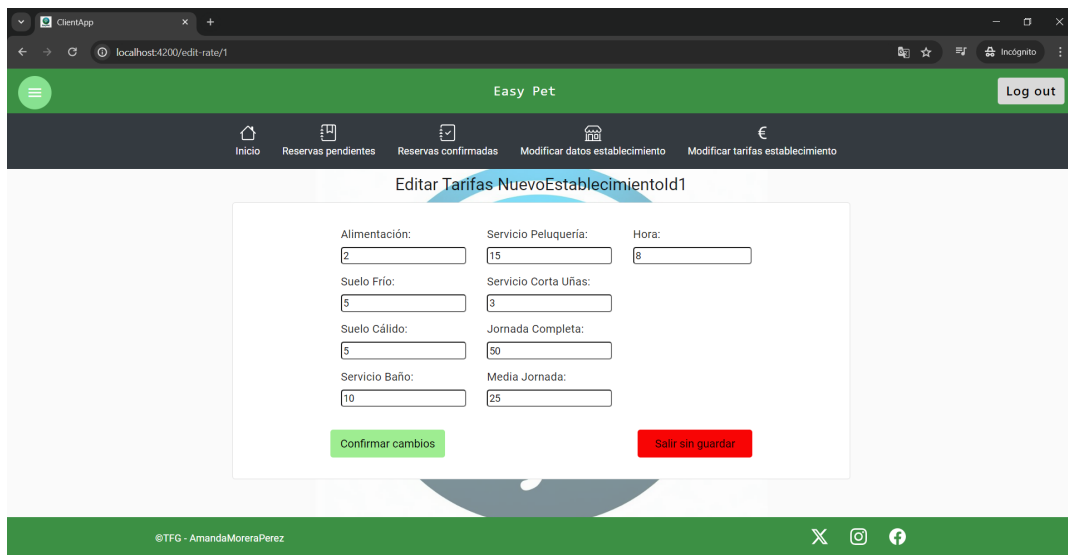 ClientApp
localhost:4200/edit-rate/1
Incógnito
Easy Pet
Log out
Inicio
Reservas pendientes
Reservas confirmadas
Modificar datos establecimiento
€
Modificar tarifas establecimiento
Editar Tarifas NuevoEstablecimientoId1
Alimentación: Servicio Peluquería: Hora:
2 15 8
Suelo Frío: Servicio Corta Uñas:
5 3
Suelo Cálido: Jornada Completa:
5 50
Servicio Baño: Media Jornada:
10 25
Confirmar cambios Salir sin guardar
©TFG - AmandaMoreraPerez